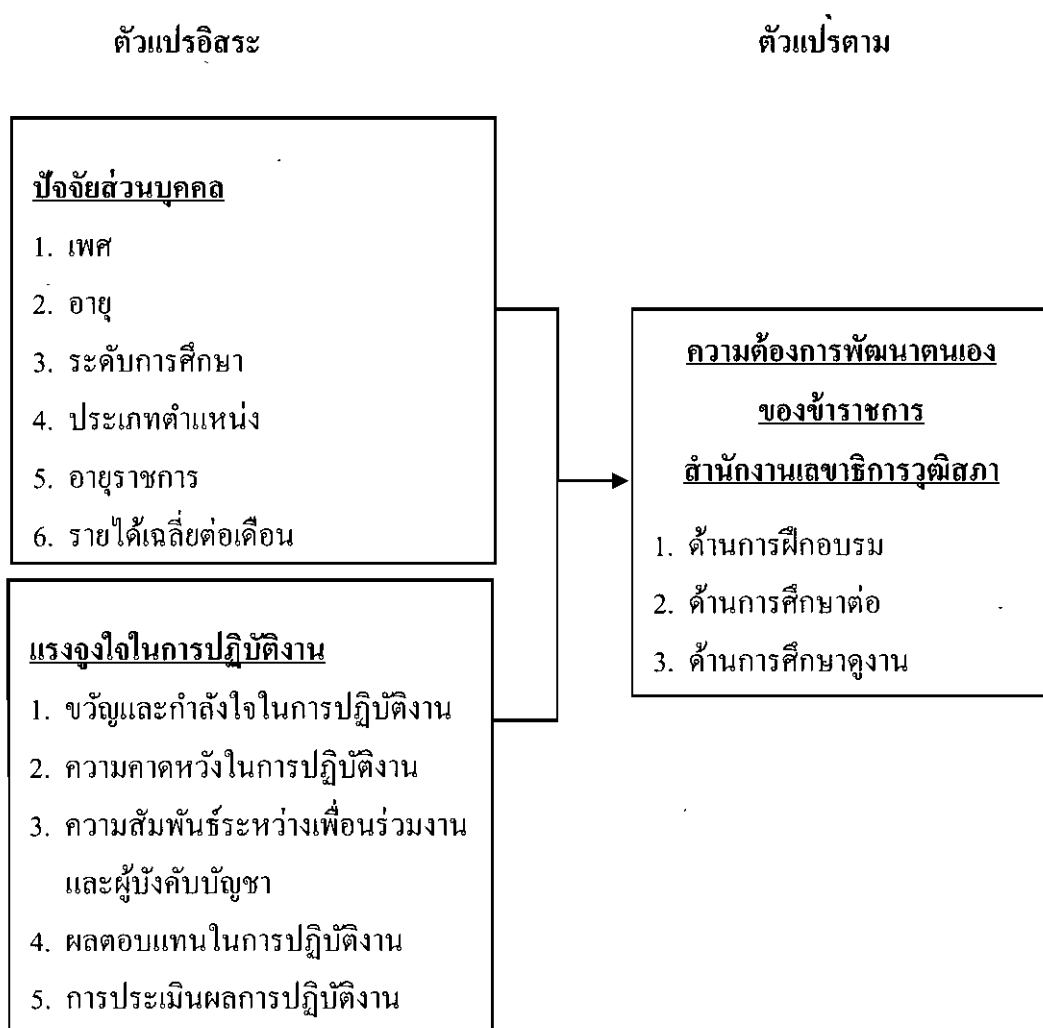 ตัวแปรอิสระ
ตัวแปรตาม
ปัจจัยส่วนบุคคล
1. เพศ
2. อายุ
3. ระดับการศึกษา
4. ประเภทตำแหน่ง
5. อายุราชการ
6. รายได้เฉลี่ยต่อเดือน
แรงจูงใจในการปฏิบัติงาน
1. ขวัญและกำลังใจในการปฏิบัติงาน
2. ความคาดหวังในการปฏิบัติงาน
3. ความสัมพันธ์ระหว่างเพื่อนร่วมงาน
และผู้บังคับบัญชา
4. ผลตอบแทนในการปฏิบัติงาน
5. การประเมินผลการปฏิบัติงาน
ความต้องการพัฒนาตนเอง
ของข้าราชการ
สำนักงานเลขาธิการวุฒิสภา
1. ด้านการฝึกอบรม
2. ด้านการศึกษาต่อ
3. ด้านการศึกษาดูงาน